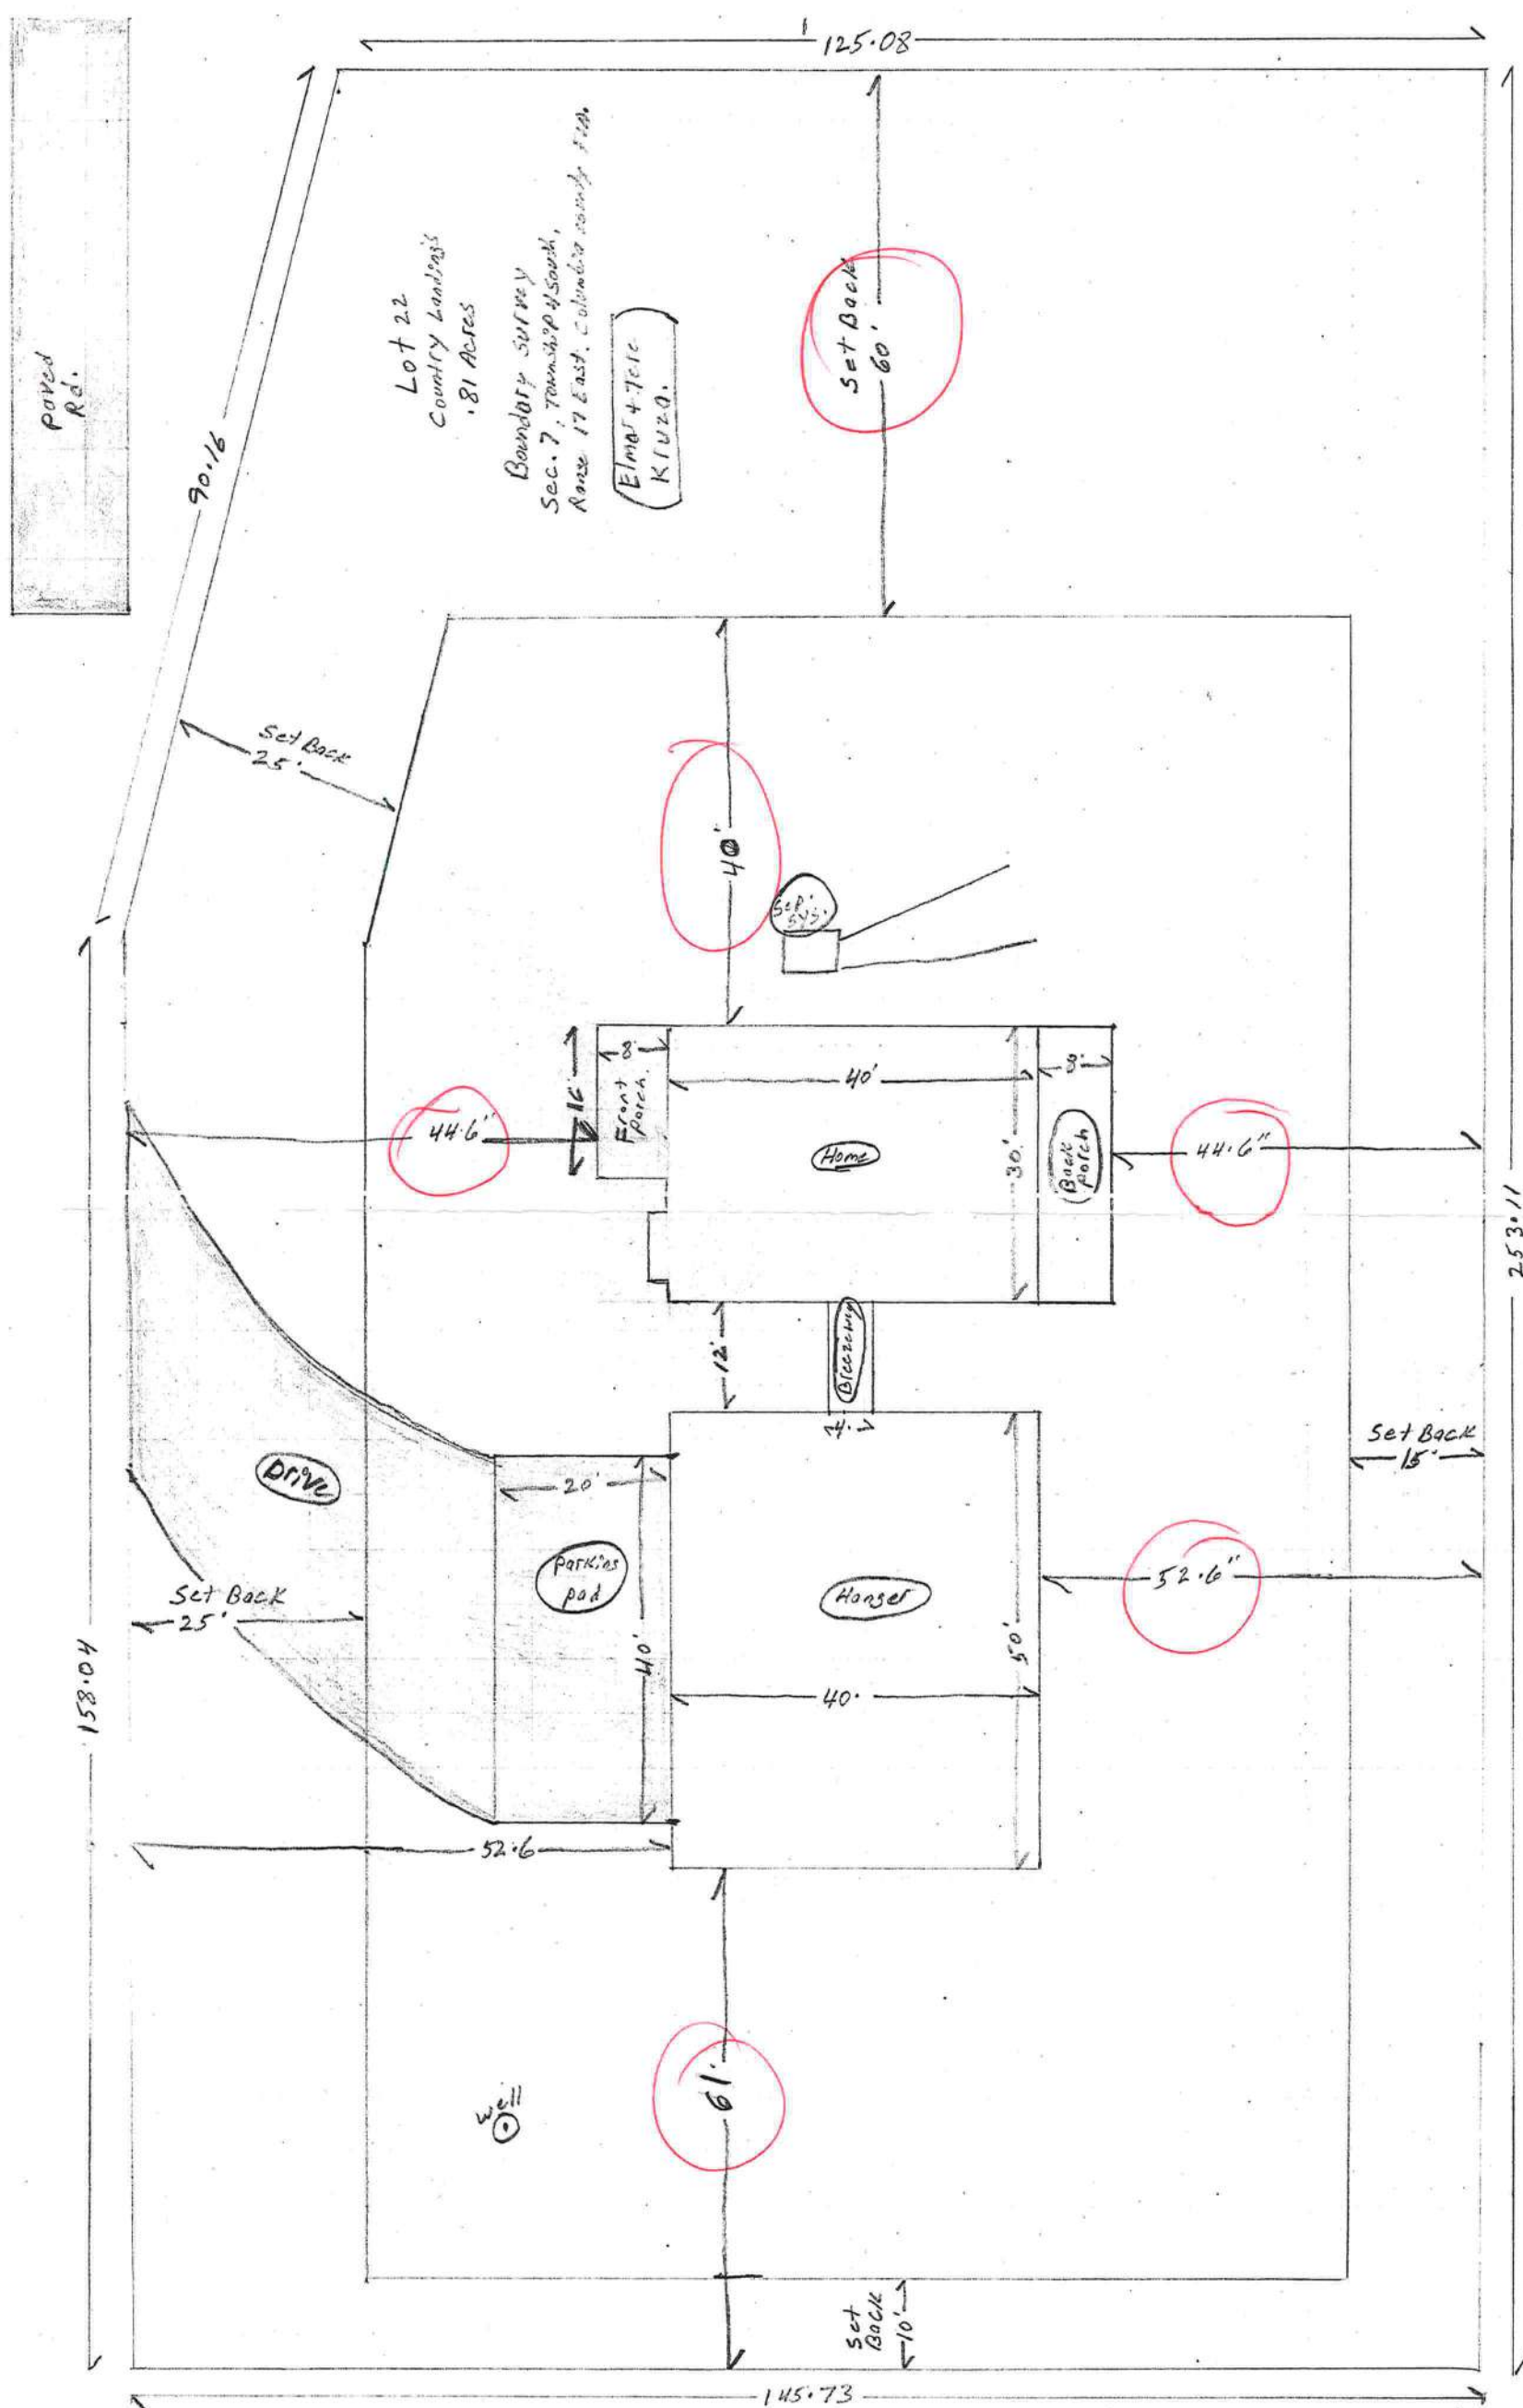 125.08
Paved
Rd.
90.16
Lot 22
Country Landing's
.81 Acres
Boundary survey
Sec. 7, Township 4 South,
Range 17 East. Columbia county
Kruza.
Set Back
60'
Set Back
25'
40'
Sep.
sys.
16'
8'
Front
Porch.
40'
8'
44.6"
Home
30'
Back
Porch
44.6"
253.11
12'
Breezeway
4'
Set Back
15'
Drive
20'
Parking
pad
40'
Hanger
50'
40'
52.6"
Set Back
25'
158.04
52.6
Well
61'
Set
Back
10'
145.73